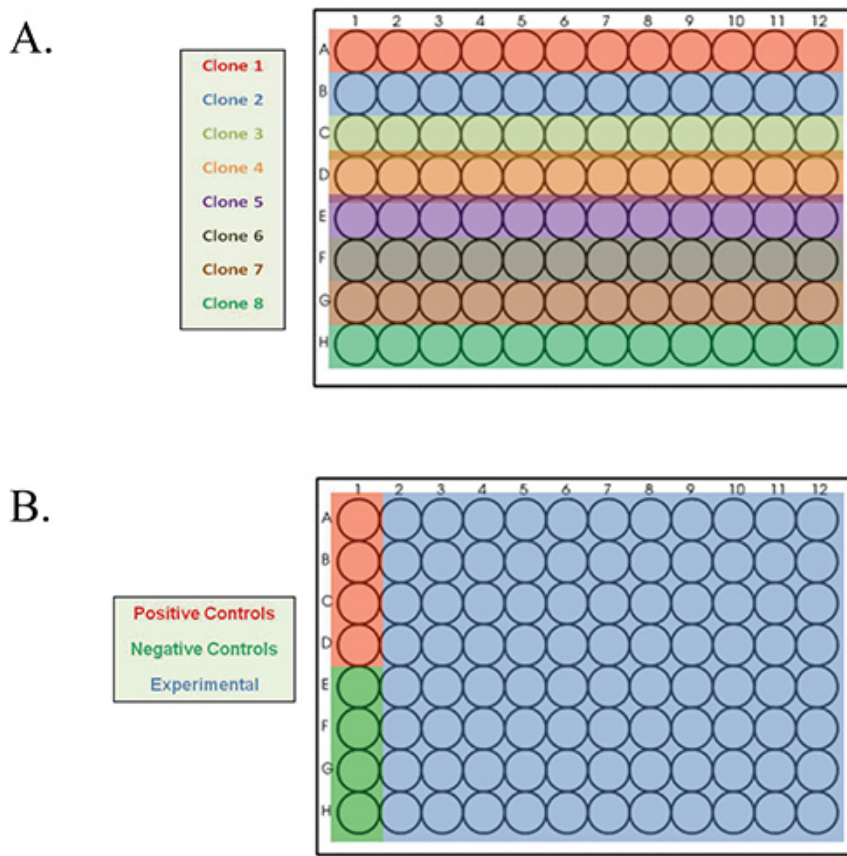 A.
Clone 1
Clone 2
Clone 3
Clone 4
Clone 5
Clone 6
Clone 7
Clone 8
1 2 3 4 5 6 7 8 9 10 11 12
A
B
C
D
E
F
G
H
B.
Positive Controls
Negative Controls
Experimental
1 2 3 4 5 6 7 8 9 10 11 12
A
B
C
D
E
F
G
H